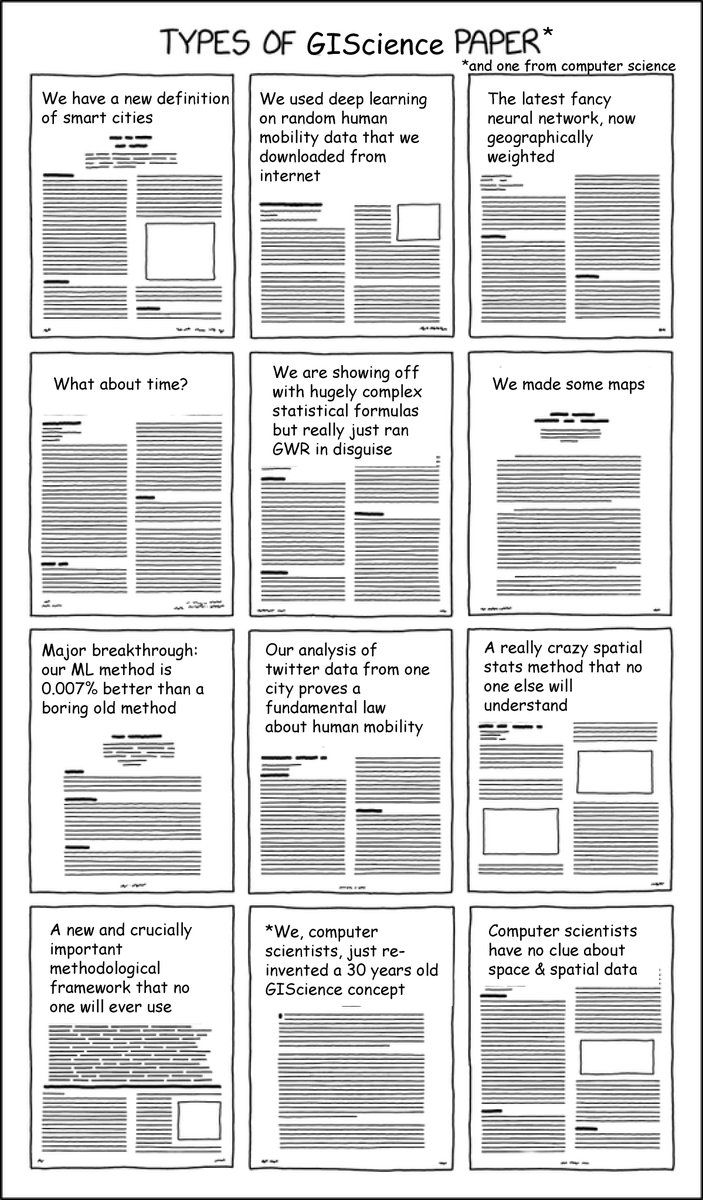 TYPES OF GIScience PAPER*
*and one from computer science
We have a new definition
of smart cities
We used deep learning
on random human
mobility data that we
downloaded from
internet
The latest fancy
neural network, now
geographically
weighted
What about time?
We are showing off
with hugely complex
statistical formulas
but really just ran
GWR in disguise
We made some maps
Major breakthrough:
our ML method is
0.007% better than a
boring old method
Our analysis of
twitter data from one
city proves a
fundamental law
about human mobility
A really crazy spatial
stats method that no
one else will
understand
A new and crucially
important
methodological
framework that no
one will ever use
*We, computer
scientists, just re-
invented a 30 years old
GIScience concept
Computer scientists
have no clue about
space & spatial data